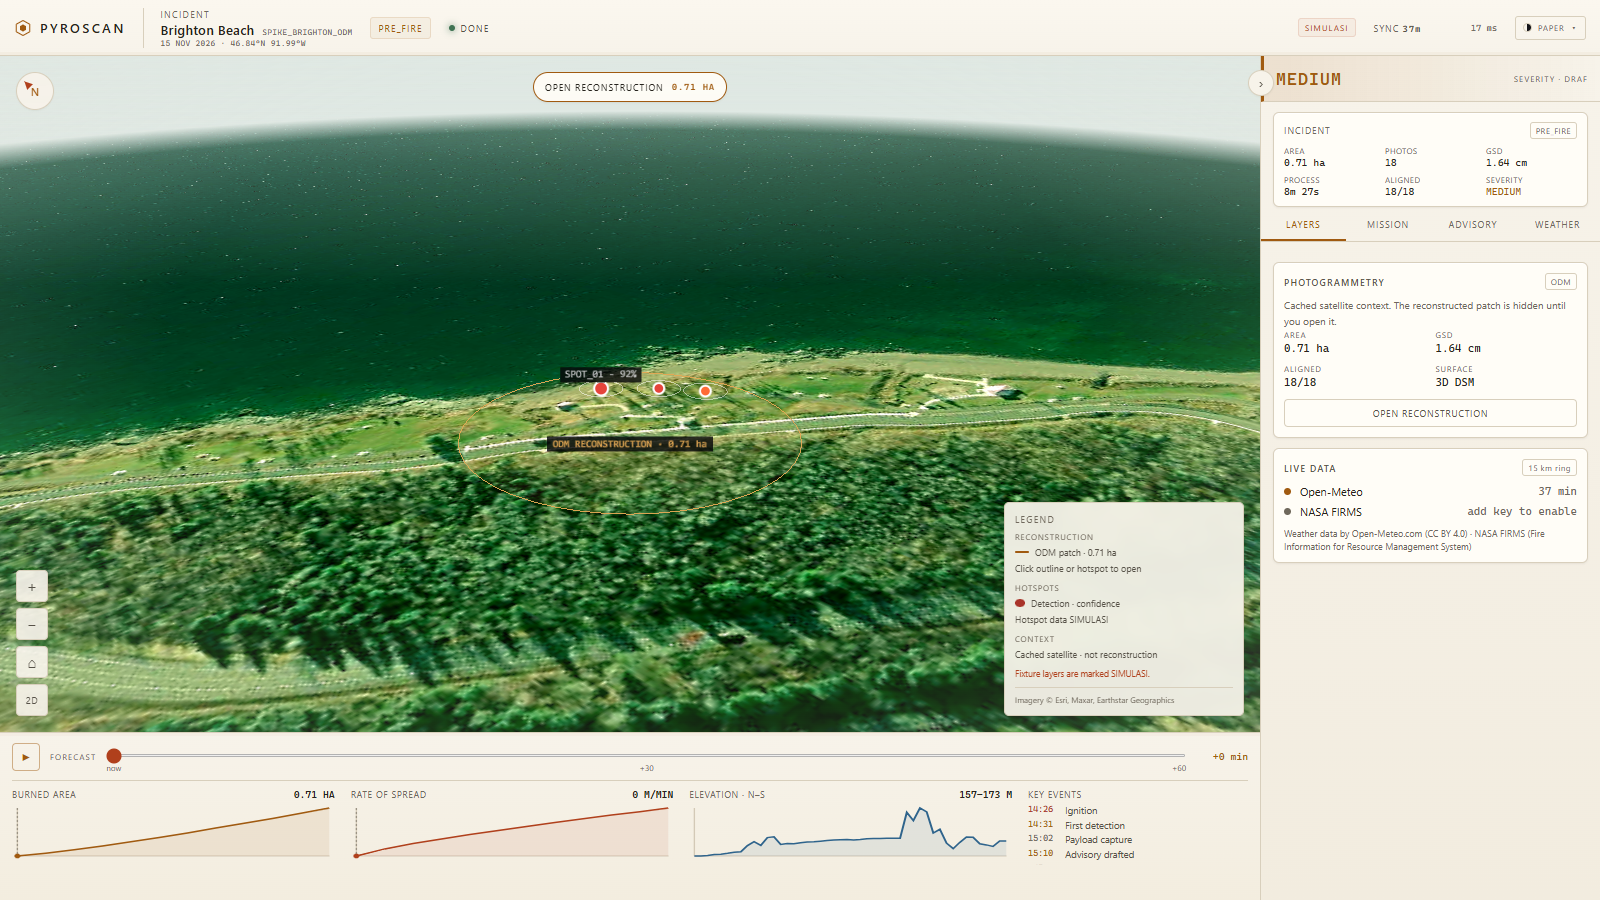 PYROSCAN
INCIDENT
Brighton Beach SPIKE_BRIGHTON_ODM
15 NOV 2026 · 46.84°N 91.99°W
PRE_FIRE
DONE
SIMULASI
SYNC 37m
17 ms
PAPER
N
OPEN RECONSTRUCTION 0.71 HA
SPOT_01 - 92%
ODM RECONSTRUCTION · 0.71 ha
+
−
2D
LEGEND
RECONSTRUCTION
ODM patch · 0.71 ha
Click outline or hotspot to open
HOTSPOTS
Detection · confidence
Hotspot data SIMULASI
CONTEXT
Cached satellite · not reconstruction
Fixture layers are marked SIMULASI.
Imagery © Esri, Maxar, Earthstar Geographics
MEDIUM
SEVERITY · DRAF
INCIDENT
PRE_FIRE
AREA PHOTOS GSD
0.71 ha 18 1.64 cm
PROCESS ALIGNED SEVERITY
8m 27s 18/18 MEDIUM
LAYERS MISSION ADVISORY WEATHER
PHOTOGRAMMETRY
ODM
Cached satellite context. The reconstructed patch is hidden until
you open it.
AREA GSD
0.71 ha 1.64 cm
ALIGNED SURFACE
18/18 3D DSM
OPEN RECONSTRUCTION
LIVE DATA
15 km ring
Open-Meteo 37 min
NASA FIRMS add key to enable
Weather data by Open-Meteo.com (CC BY 4.0) · NASA FIRMS (Fire
Information for Resource Management System)
FORECAST
now +30 +60
+0 min
BURNED AREA 0.71 HA
RATE OF SPREAD 0 M/MIN
ELEVATION · N–S 157–173 M
KEY EVENTS
14:26 Ignition
14:31 First detection
15:02 Payload capture
15:10 Advisory drafted